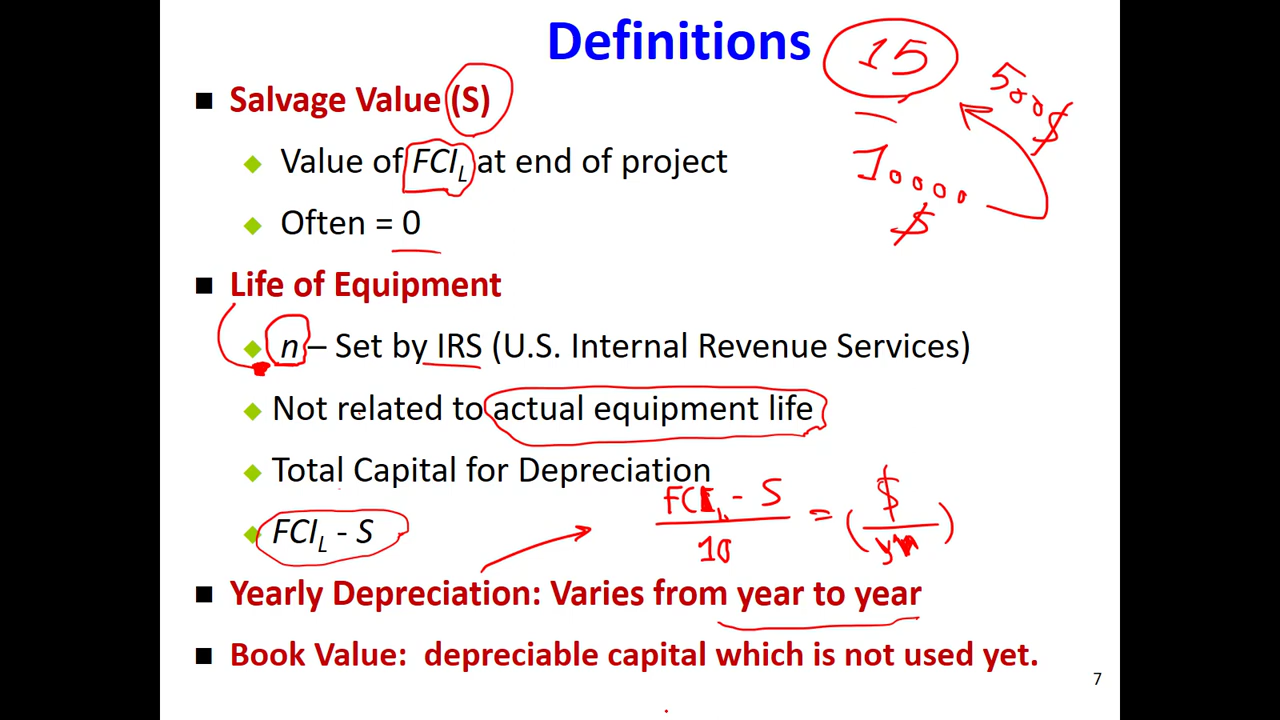 Definitions
15
500$
■ Salvage Value (S)
10000
$
◆ Value of FCI_L at end of project
◆ Often = 0
■ Life of Equipment
◆ n – Set by IRS (U.S. Internal Revenue Services)
◆ Not related to actual equipment life
◆ Total Capital for Depreciation
◆ FCI_L - S
FCI_L - S
10
= ($/yr)
■ Yearly Depreciation: Varies from year to year
■ Book Value: depreciable capital which is not used yet.
7